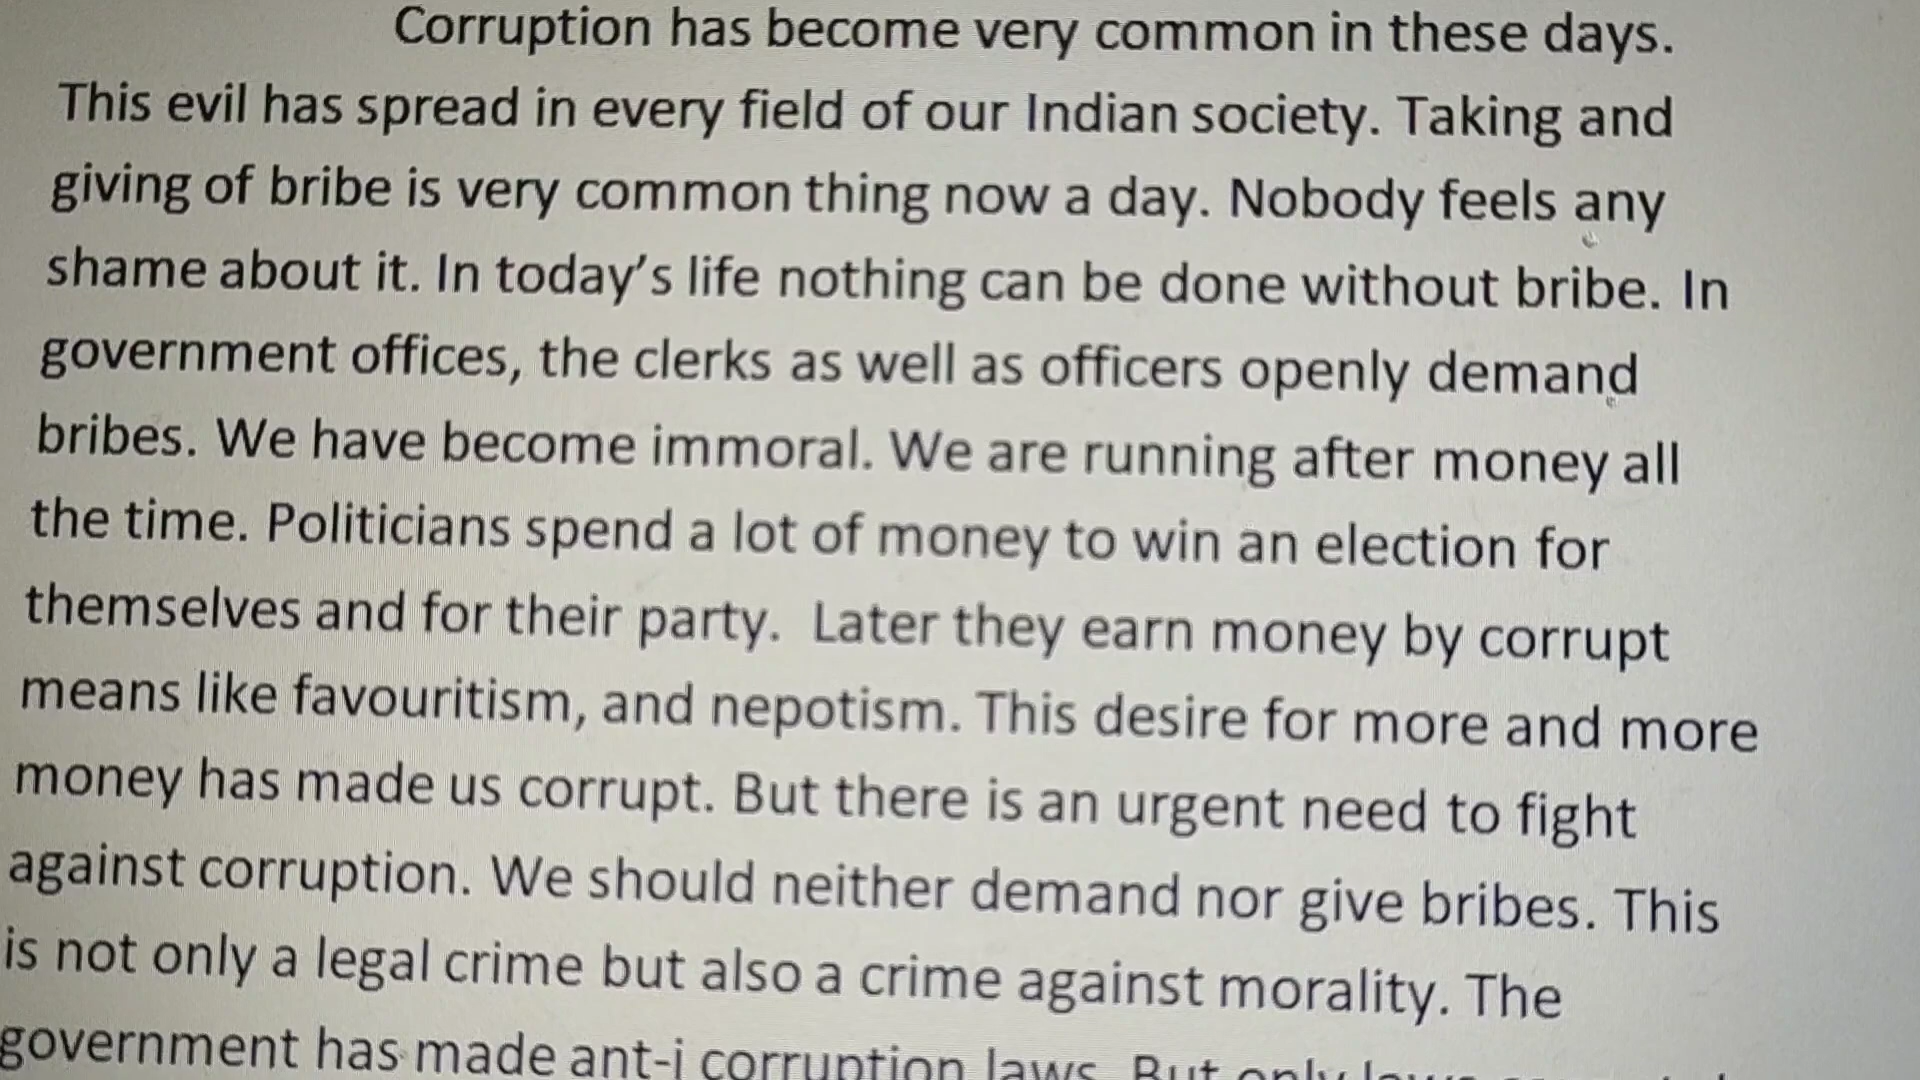 Corruption has become very common in these days.
This evil has spread in every field of our Indian society. Taking and
giving of bribe is very common thing now a day. Nobody feels any
shame about it. In today's life nothing can be done without bribe. In
government offices, the clerks as well as officers openly demand
bribes. We have become immoral. We are running after money all
the time. Politicians spend a lot of money to win an election for
themselves and for their party. Later they earn money by corrupt
means like favouritism, and nepotism. This desire for more and more
money has made us corrupt. But there is an urgent need to fight
against corruption. We should neither demand nor give bribes. This
is not only a legal crime but also a crime against morality. The
government has made ant-i corruption laws. But only laws